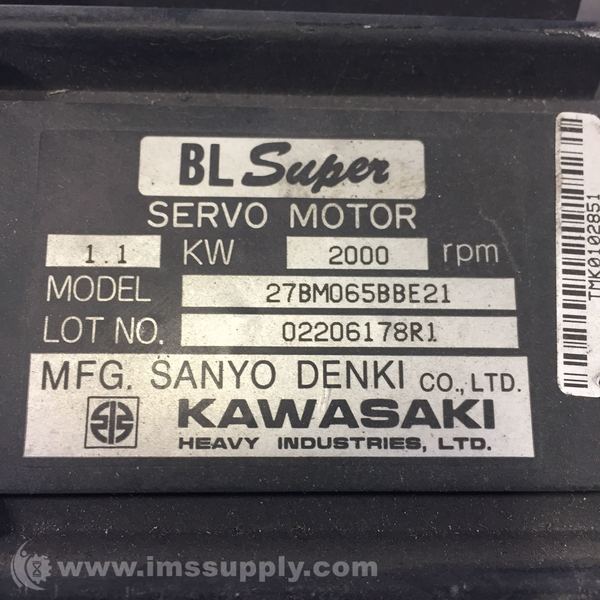 BL Super
SERVO MOTOR
1.1 KW 2000 rpm
MODEL 27BM065BBE21
LOT NO. 02206178R1
MFG. SANYO DENKI CO., LTD.
KAWASAKI
HEAVY INDUSTRIES, LTD.
TMK0102851
www.imssupply.com